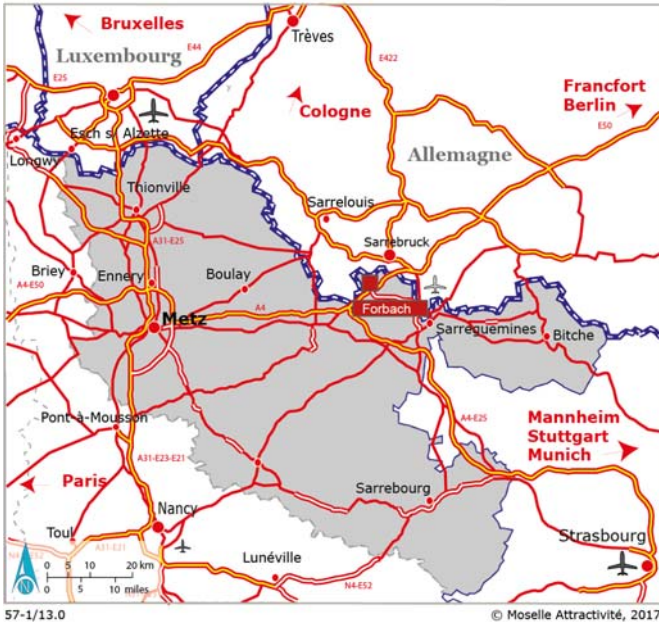 Bruxelles
Luxembourg
E44
Trèves
E422
E25
Cologne
Francfort
Berlin
E50
Esch s/ Alzette
Longwy
Allemagne
Thionville
Sarrelouis
A31-E25
Sarrebruck
Briey
Ennery
Boulay
A4-E50
Forbach
Metz
A4
Sarreguemines
Bitche
Pont-à-Mousson
A4-E25
Mannheim
Stuttgart
Munich
A31-E23-E21
Paris
Sarrebourg
Nancy
Toul
Strasbourg
A31-E21
N4-E52
Lunéville
N4-E52
N
0 10 20 km
0 5 10 miles
57-1/13.0
© Moselle Attractivité, 2017